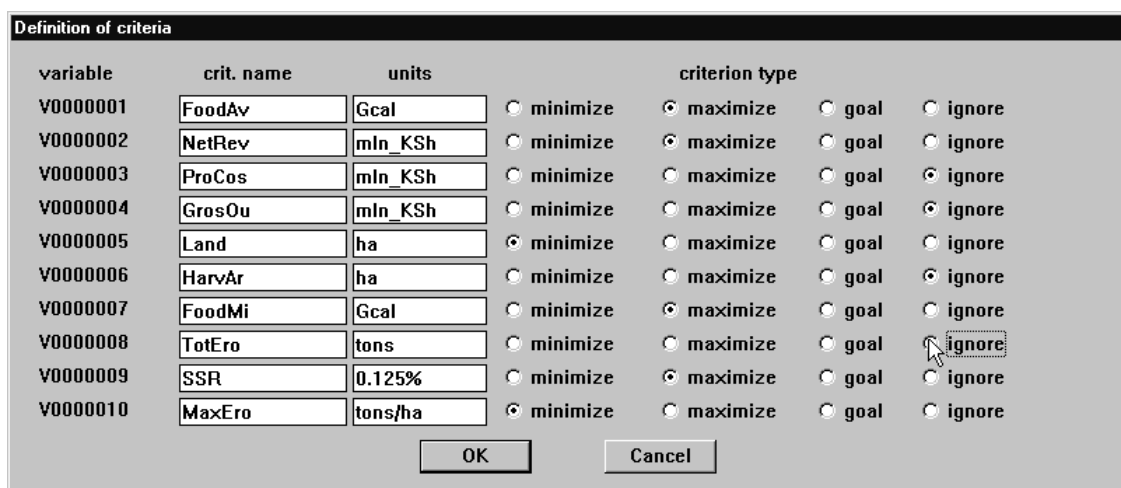 Definition of criteria
variable crit. name units criterion type
V0000001 FoodAv Gcal minimize maximize goal ignore
V0000002 NetRev mln_KSh minimize maximize goal ignore
V0000003 ProCos mln_KSh minimize maximize goal ignore
V0000004 GrosOu mln_KSh minimize maximize goal ignore
V0000005 Land ha minimize maximize goal ignore
V0000006 HarvAr ha minimize maximize goal ignore
V0000007 FoodMi Gcal minimize maximize goal ignore
V0000008 TotEro tons minimize maximize goal ignore
V0000009 SSR 0.125% minimize maximize goal ignore
V0000010 MaxEro tons/ha minimize maximize goal ignore
OK Cancel